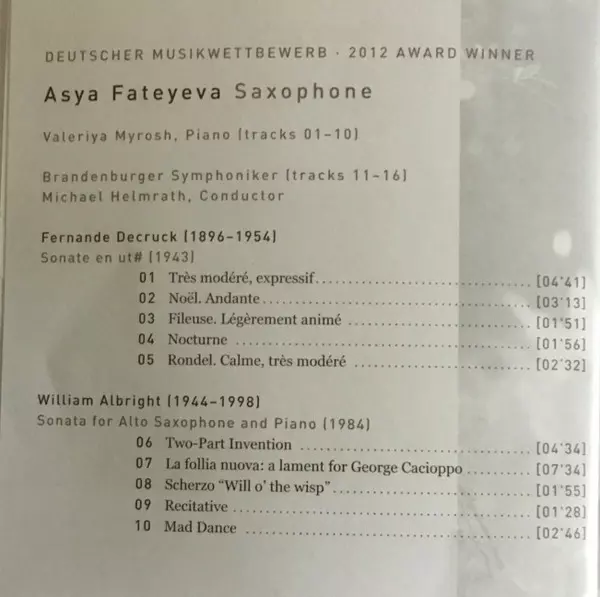 DEUTSCHER MUSIKWETTBEWERB · 2012 AWARD WINNER
Asya Fateyeva Saxophone
Valeriya Myrosh, Piano (tracks 01–10)
Brandenburger Symphoniker (tracks 11–16)
Michael Helmrath, Conductor
Fernande Decruck (1896–1954)
Sonate en ut# (1943)
01 Très modéré, expressif.............................. [04'41]
02 Noël. Andante.............................. [03'13]
03 Fileuse. Légèrement animé .............................. [01'51]
04 Nocturne .............................. [01'56]
05 Rondel. Calme, très modéré .............................. [02'32]
William Albright (1944–1998)
Sonata for Alto Saxophone and Piano (1984)
06 Two-Part Invention .............................. [04'34]
07 La follia nuova: a lament for George Cacioppo .......... [07'34]
08 Scherzo “Will o’ the wisp”.............................. [01'55]
09 Recitative .............................. [01'28]
10 Mad Dance .............................. [02'46]